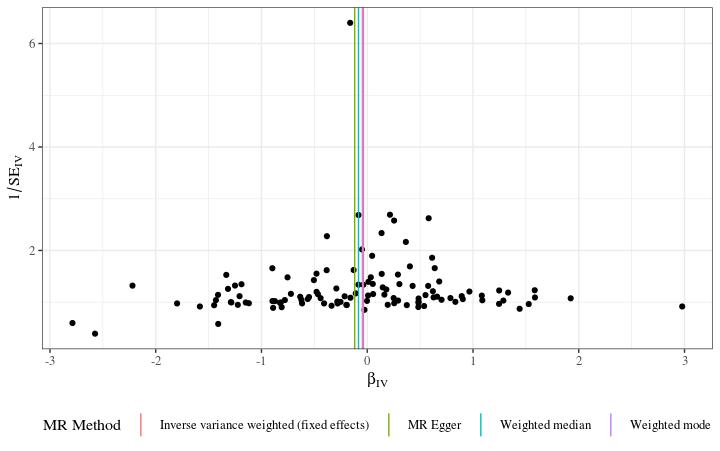 1/SE_IV
6
4
2
-3 -2 -1 0 1 2 3
β_IV
MR Method Inverse variance weighted (fixed effects) MR Egger Weighted median Weighted mode